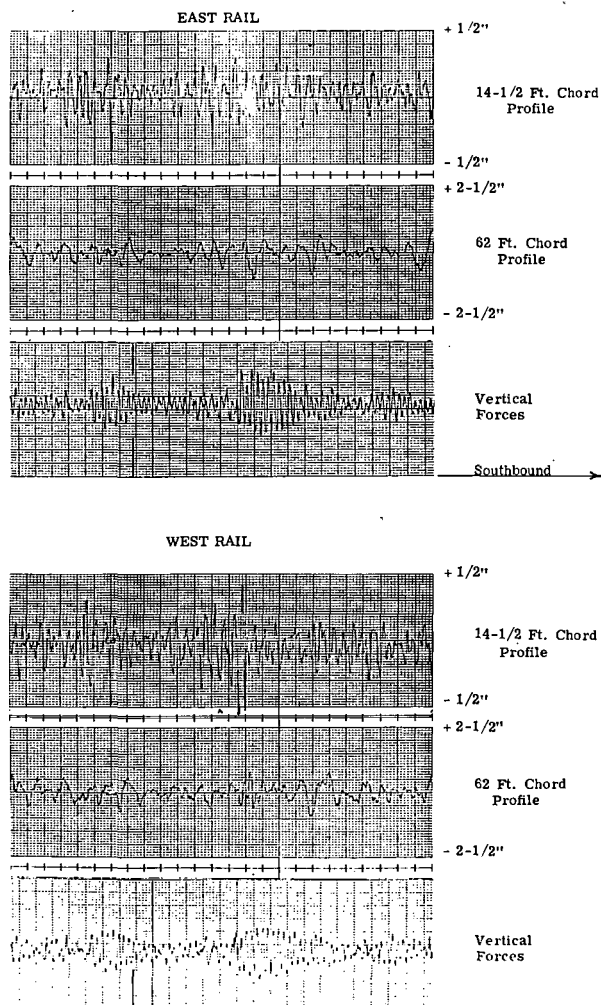 EAST RAIL
+ 1/2"
14-1/2 Ft. Chord
Profile
- 1/2"
+ 2-1/2"
62 Ft. Chord
Profile
- 2-1/2"
Vertical
Forces
Southbound
WEST RAIL
+ 1/2"
14-1/2 Ft. Chord
Profile
- 1/2"
+ 2-1/2"
62 Ft. Chord
Profile
- 2-1/2"
Vertical
Forces